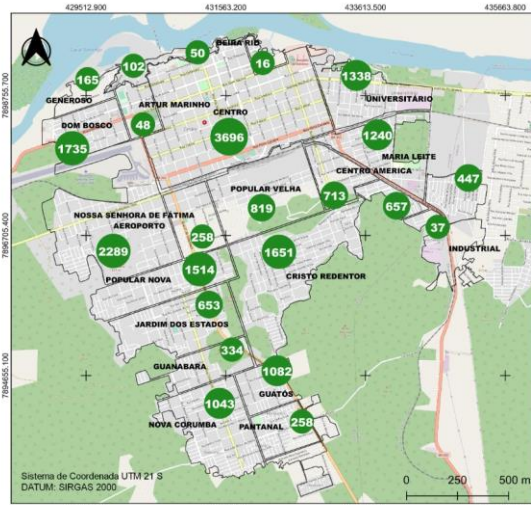 429512.900 431563.200 433613.500 435663.800
BEIRA RIO
50
16
102
165
1338
GENEROSO
ARTUR MARINHO
UNIVERSITÁRIO
7898755.700
CENTRO
DOM BOSCO
48
3696
1240
1735
MARIA LEITE
CENTRO AMERICA
447
POPULAR VELHA
713
657
819
NOSSA SENHORA DE FÁTIMA
AEROPORTO
258
37
7896705.400
2289
1651
INDUSTRIAL
1514
POPULAR NOVA
CRISTO REDENTOR
653
JARDIM DOS ESTADOS
334
GUANABARA
1082
7894655.100
GUATÓS
1043
258
NOVA CORUMBA
PANTANAL
Sistema de Coordenada UTM 21 S
DATUM: SIRGAS 2000
0 250 500 m